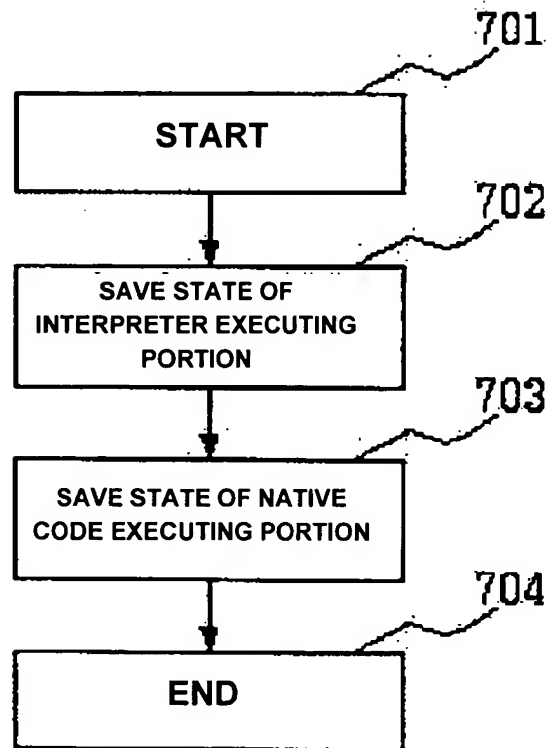 701
START
702
SAVE STATE OF
INTERPRETER EXECUTING
PORTION
703
SAVE STATE OF NATIVE
CODE EXECUTING PORTION
704
END